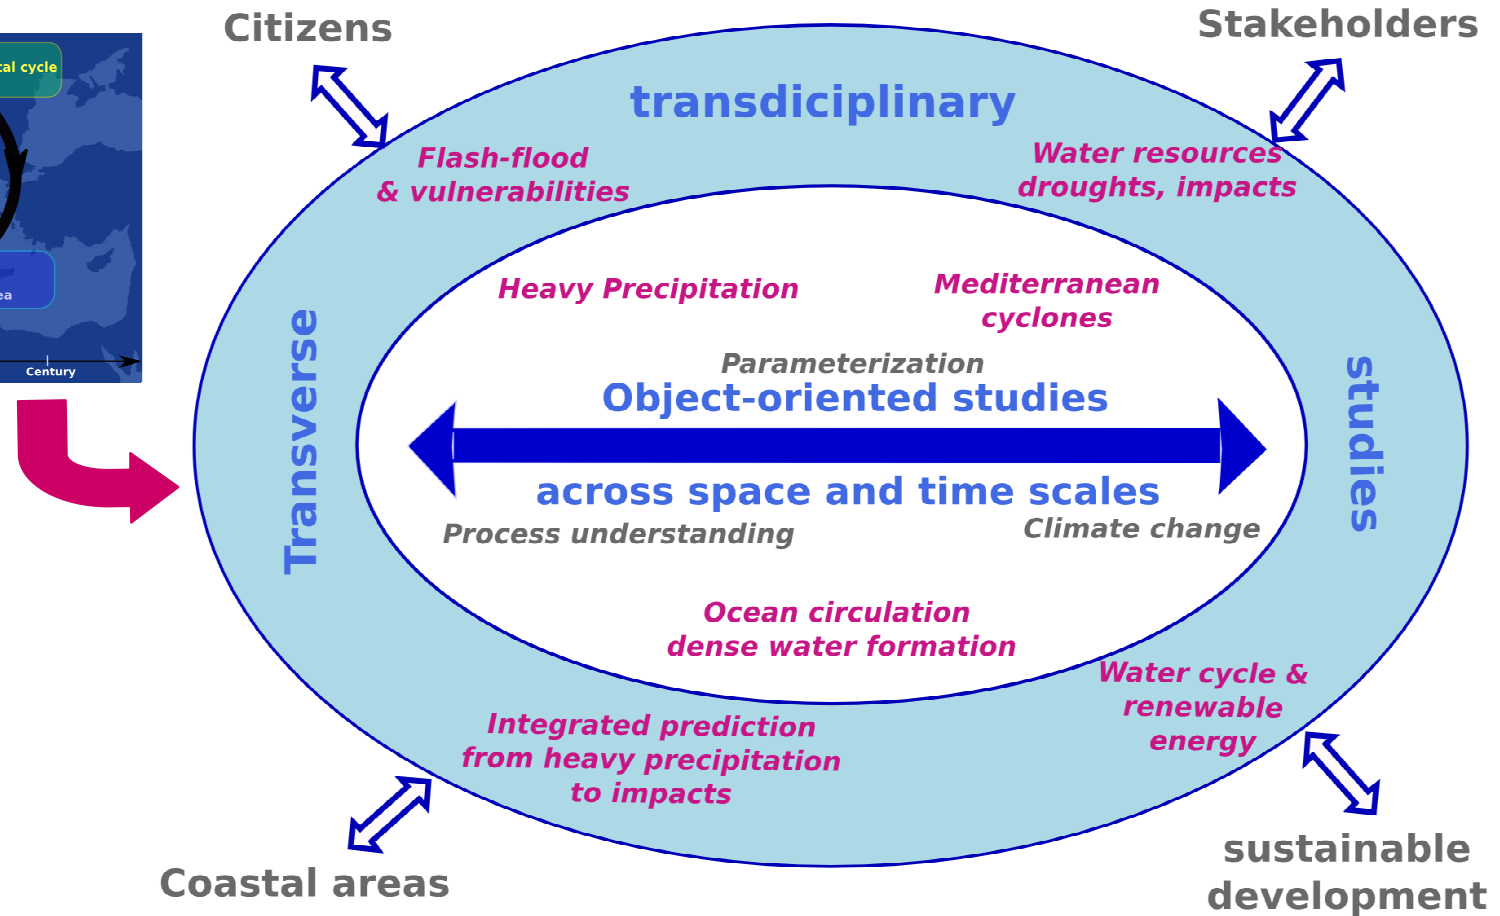 Citizens
Stakeholders
cycle
transdiciplinary
Flash-flood
& vulnerabilities
Water resources
droughts, impacts
Heavy Precipitation
Mediterranean
cyclones
Transverse
studies
Parameterization
Object-oriented studies
Century
across space and time scales
Process understanding
Climate change
Ocean circulation
dense water formation
Water cycle &
renewable
energy
Integrated prediction
from heavy precipitation
to impacts
Coastal areas
sustainable
development